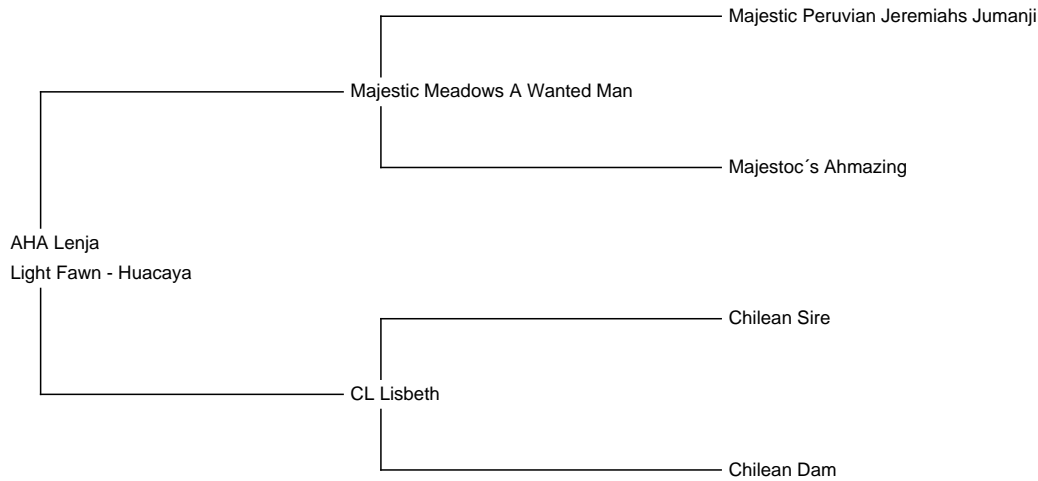 Majestic Peruvian Jeremiahs Jumanji
Majestic Meadows A Wanted Man
Majestoc´s Ahmazing
AHA Lenja
Light Fawn - Huacaya
Chilean Sire
CL Lisbeth
Chilean Dam